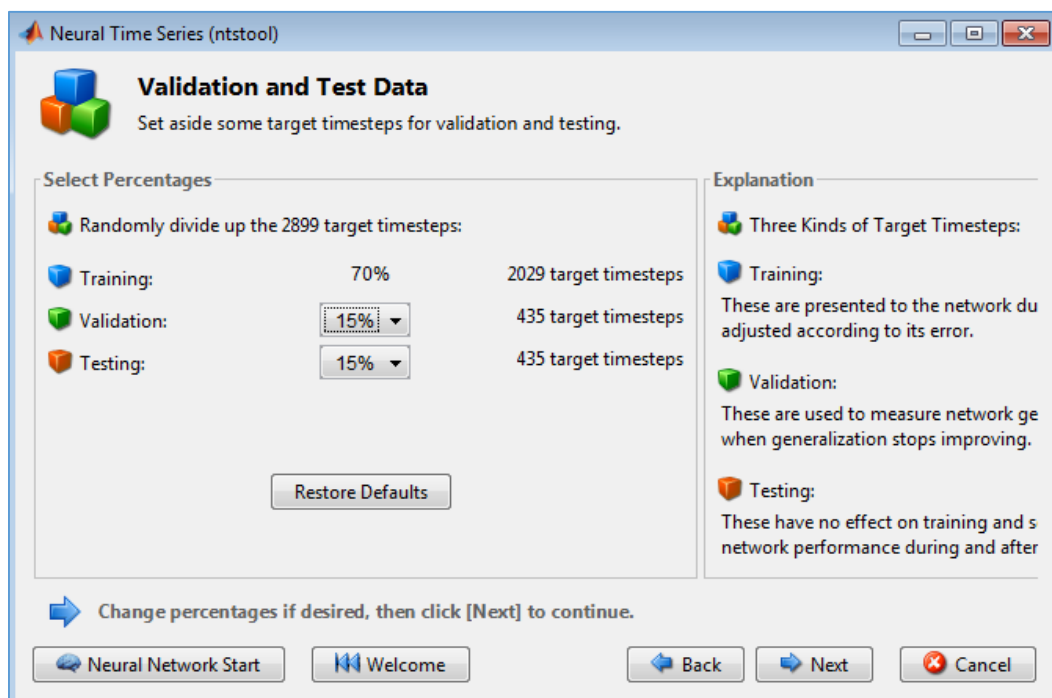 Neural Time Series (ntstool)
Validation and Test Data
Set aside some target timesteps for validation and testing.
Select Percentages
Randomly divide up the 2899 target timesteps:
Training: 70% 2029 target timesteps
Validation: 15% 435 target timesteps
Testing: 15% 435 target timesteps
Restore Defaults
Explanation
Three Kinds of Target Timesteps:
Training:
These are presented to the network du
adjusted according to its error.
Validation:
These are used to measure network ge
when generalization stops improving.
Testing:
These have no effect on training and s
network performance during and after
Change percentages if desired, then click [Next] to continue.
Neural Network Start Welcome Back Next Cancel